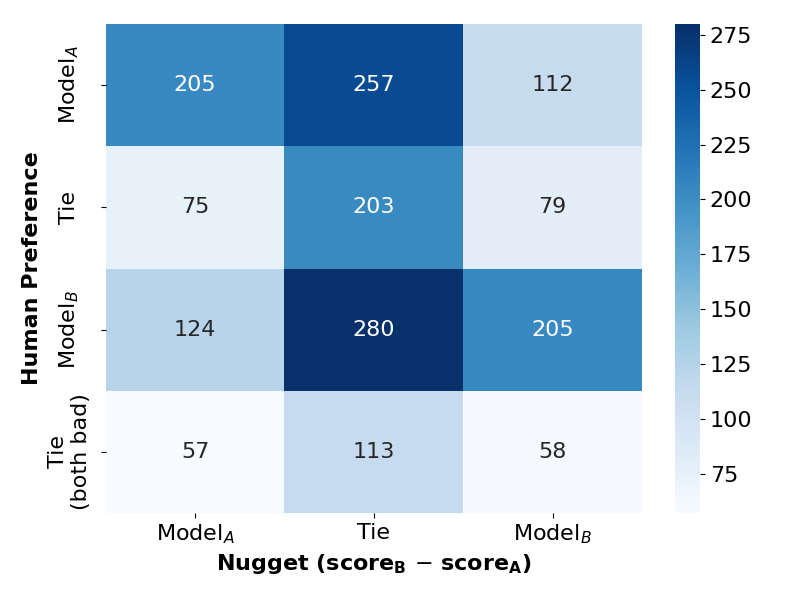 Human Preference
Model_A
205 257 112
Tie
75 203 79
Model_B
124 280 205
Tie
(both bad)
57 113 58
Model_A Tie Model_B
Nugget (score_B − score_A)
275
250
225
200
175
150
125
100
75